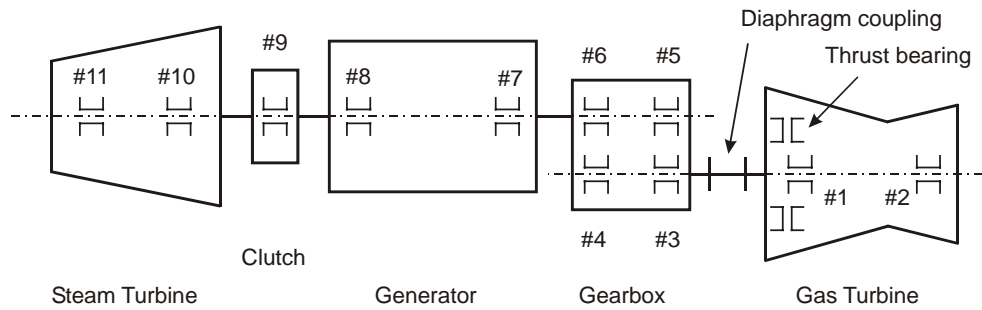 Diaphragm coupling
Thrust bearing
#9
#6 #5
#11 #10
#8 #7
#1 #2
#4 #3
Clutch
Steam Turbine Generator Gearbox Gas Turbine